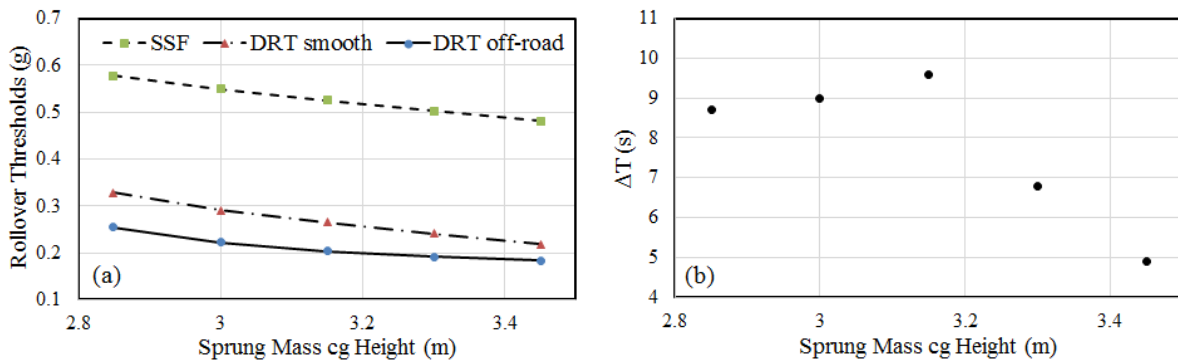 0.7
SSF DRT smooth DRT off-road
0.6
0.5
0.4
0.3
0.2
0.1
Rollover Thresholds (g)
(a)
2.8 3 3.2 3.4
Sprung Mass cg Height (m)
11
10
9
8
7
6
5
4
ΔT (s)
(b)
2.8 3 3.2 3.4
Sprung Mass cg Height (m)